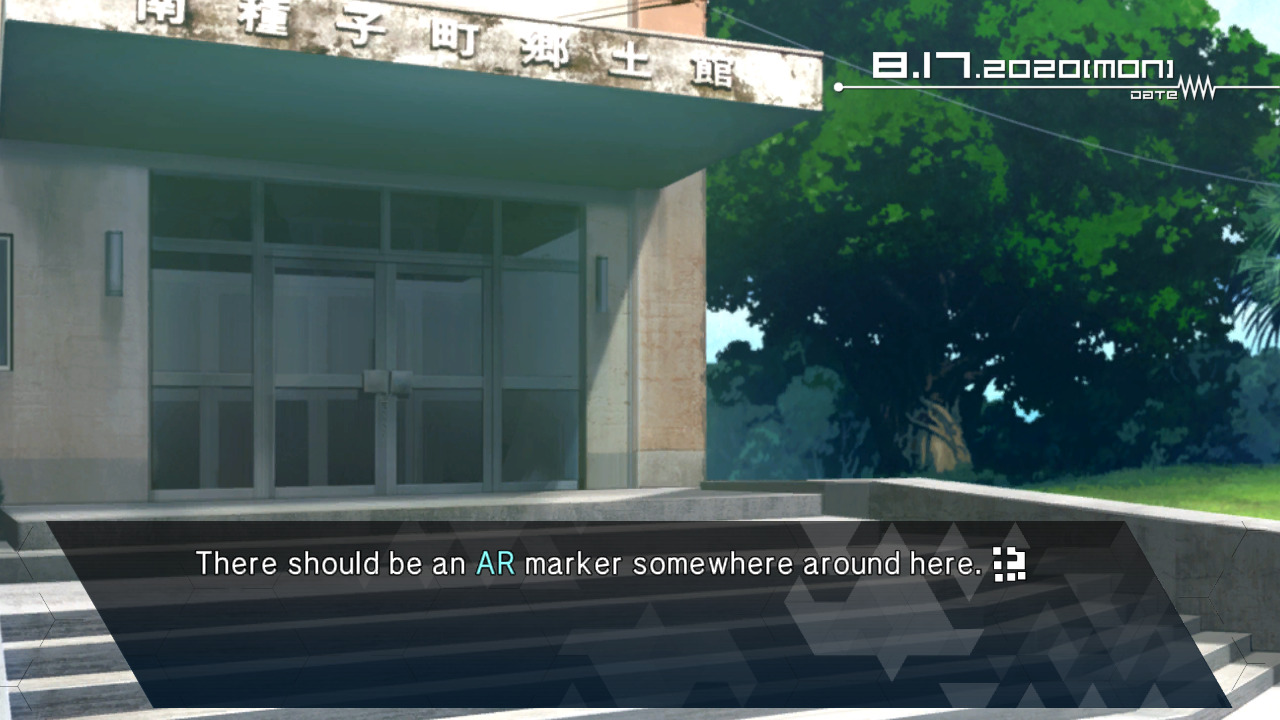 南種子町郷土館
8.17.2020[MON]
DATE
There should be an AR marker somewhere around here.